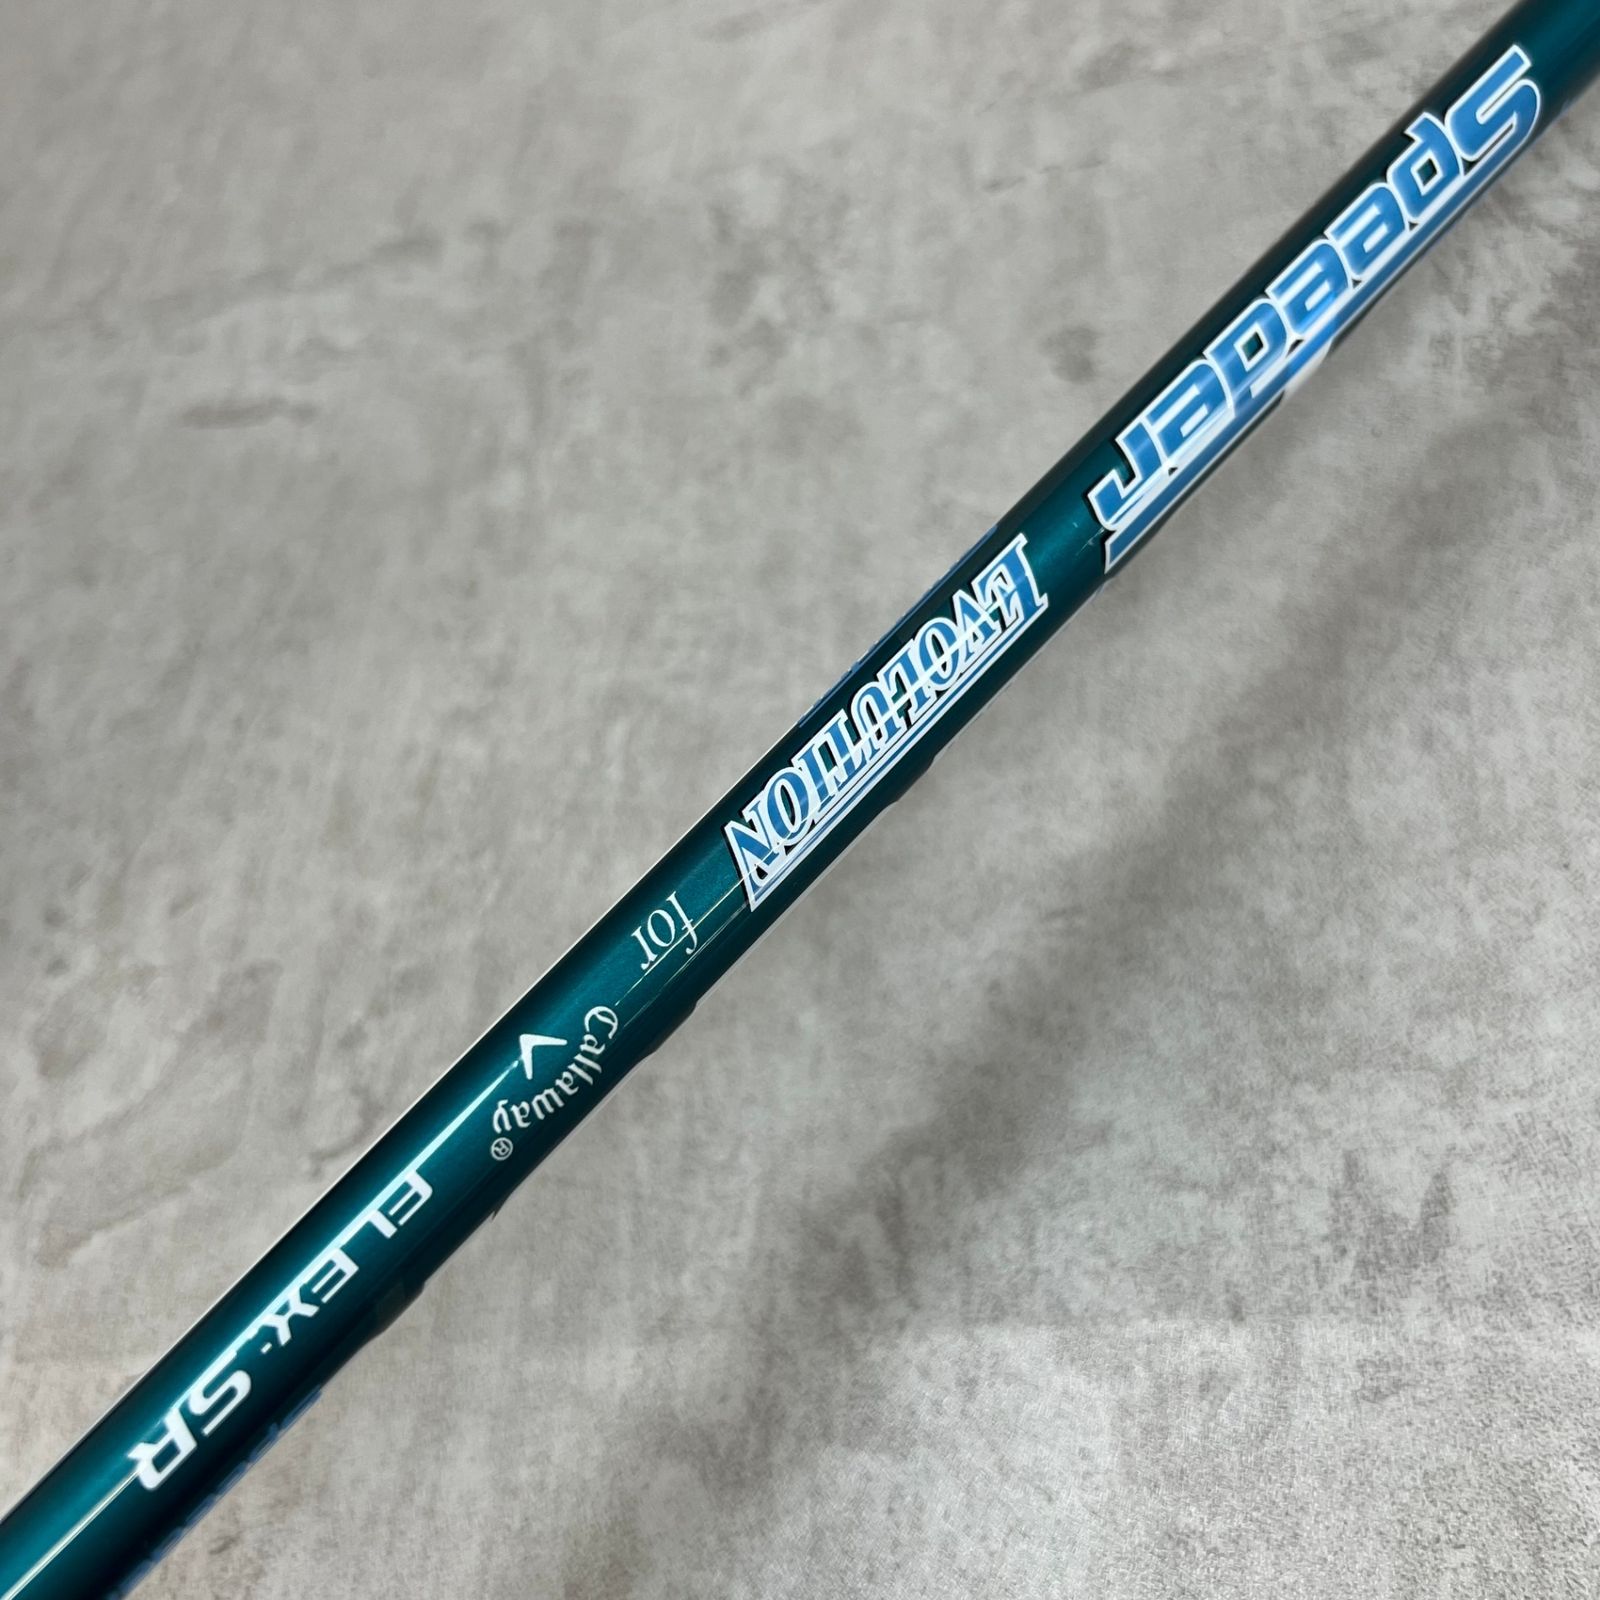 Speeder
EVOLUTION
for
Callaway®
FLEX·SR